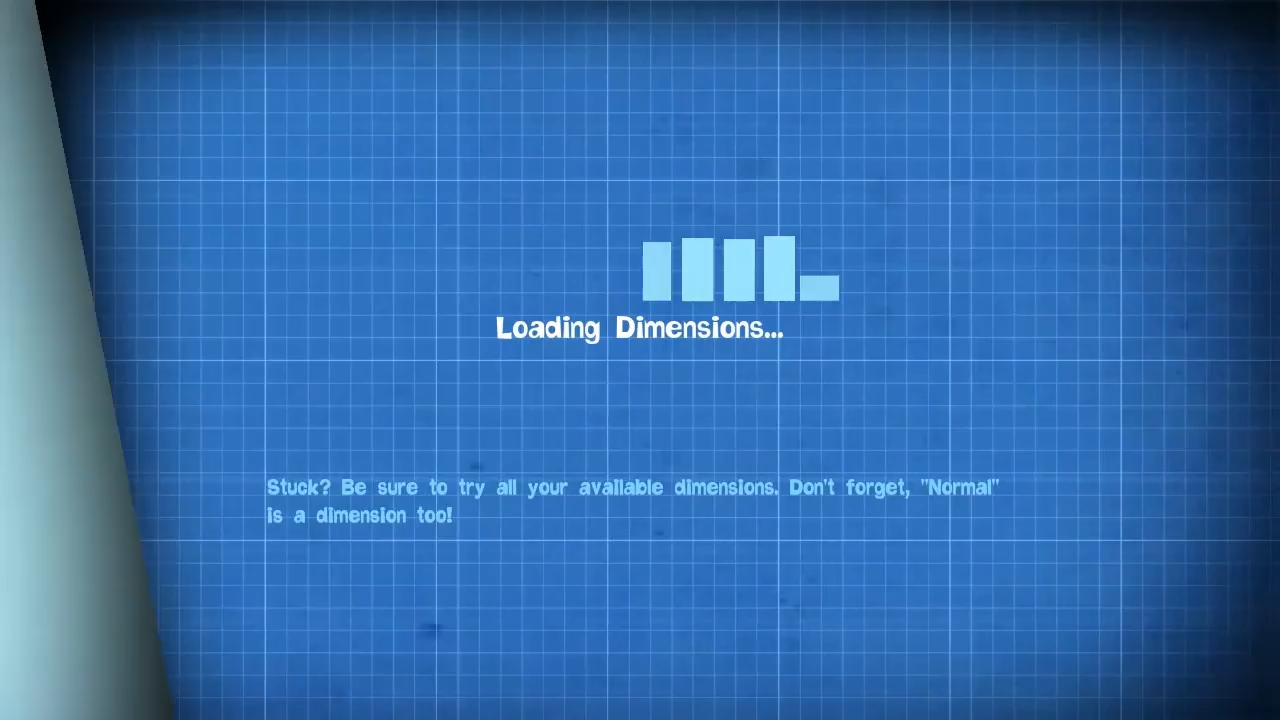 Loading Dimensions...
Stuck? Be sure to try all your available dimensions. Don't forget, "Normal"
is a dimension too!